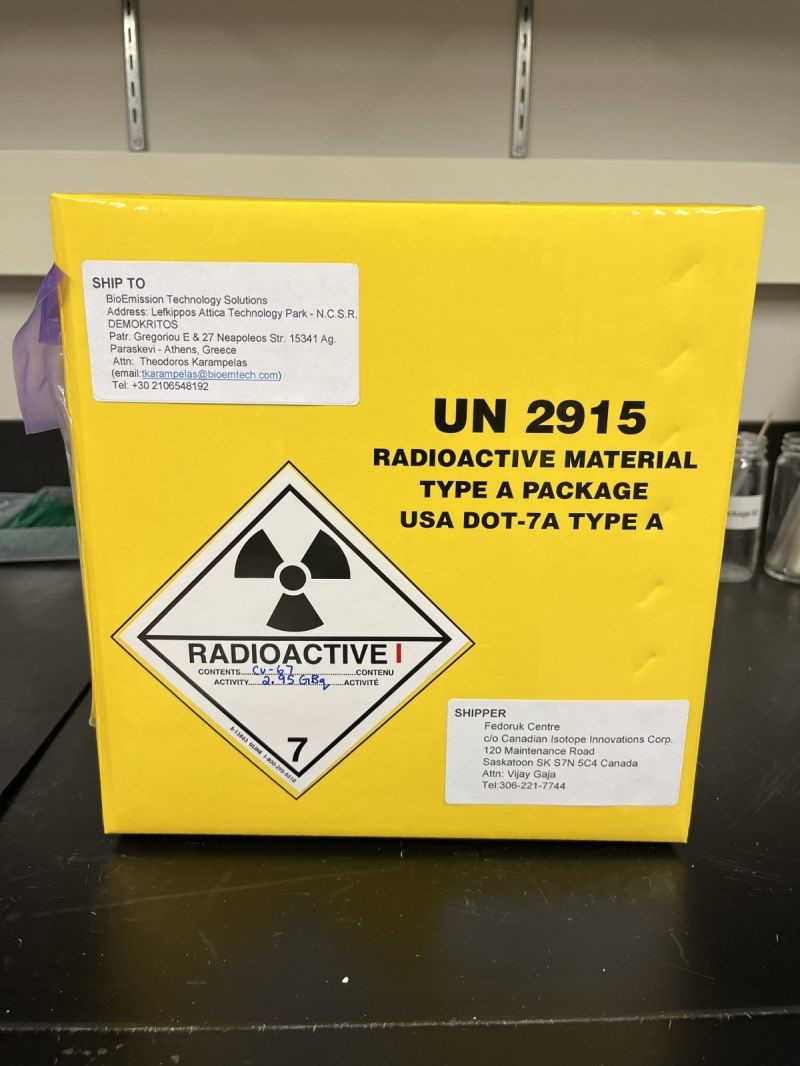 SHIP TO
BioEmission Technology Solutions
Address: Lefkippos Attica Technology Park - N.C.S.R.
DEMOKRITOS
Patr. Gregoriou E & 27 Neapoleos Str. 15341 Ag.
Paraskevi - Athens, Greece
Attn: Theodoros Karampelas
(email:tkarampelas@bioemtech.com)
Tel: +30 2106548192
UN 2915
RADIOACTIVE MATERIAL
TYPE A PACKAGE
USA DOT-7A TYPE A
RADIOACTIVE I
CONTENTS....Cu-67....CONTENU
ACTIVITY....2.95 GBq....ACTIVITÉ
7
SHIPPER
Fedoruk Centre
c/o Canadian Isotope Innovations Corp.
120 Maintenance Road
Saskatoon SK S7N 5C4 Canada
Attn: Vijay Gaja
Tel:306-221-7744